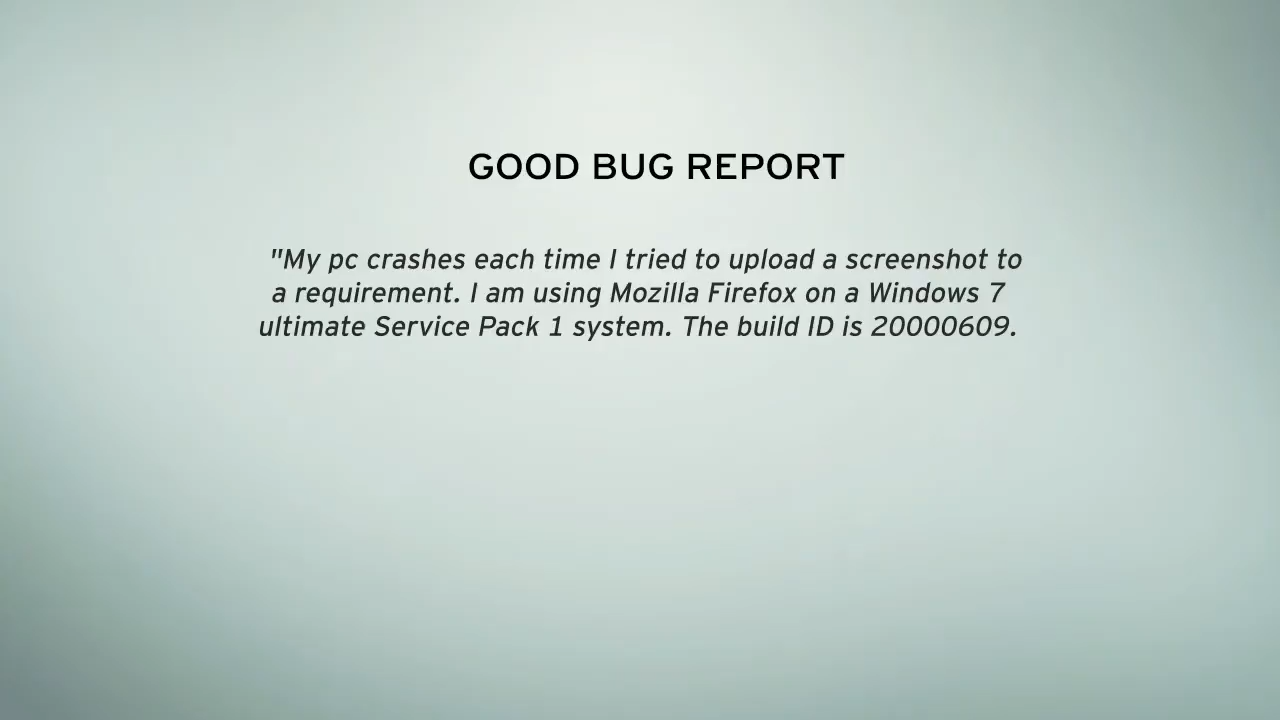 GOOD BUG REPORT
"My pc crashes each time I tried to upload a screenshot to
a requirement. I am using Mozilla Firefox on a Windows 7
ultimate Service Pack 1 system. The build ID is 20000609.